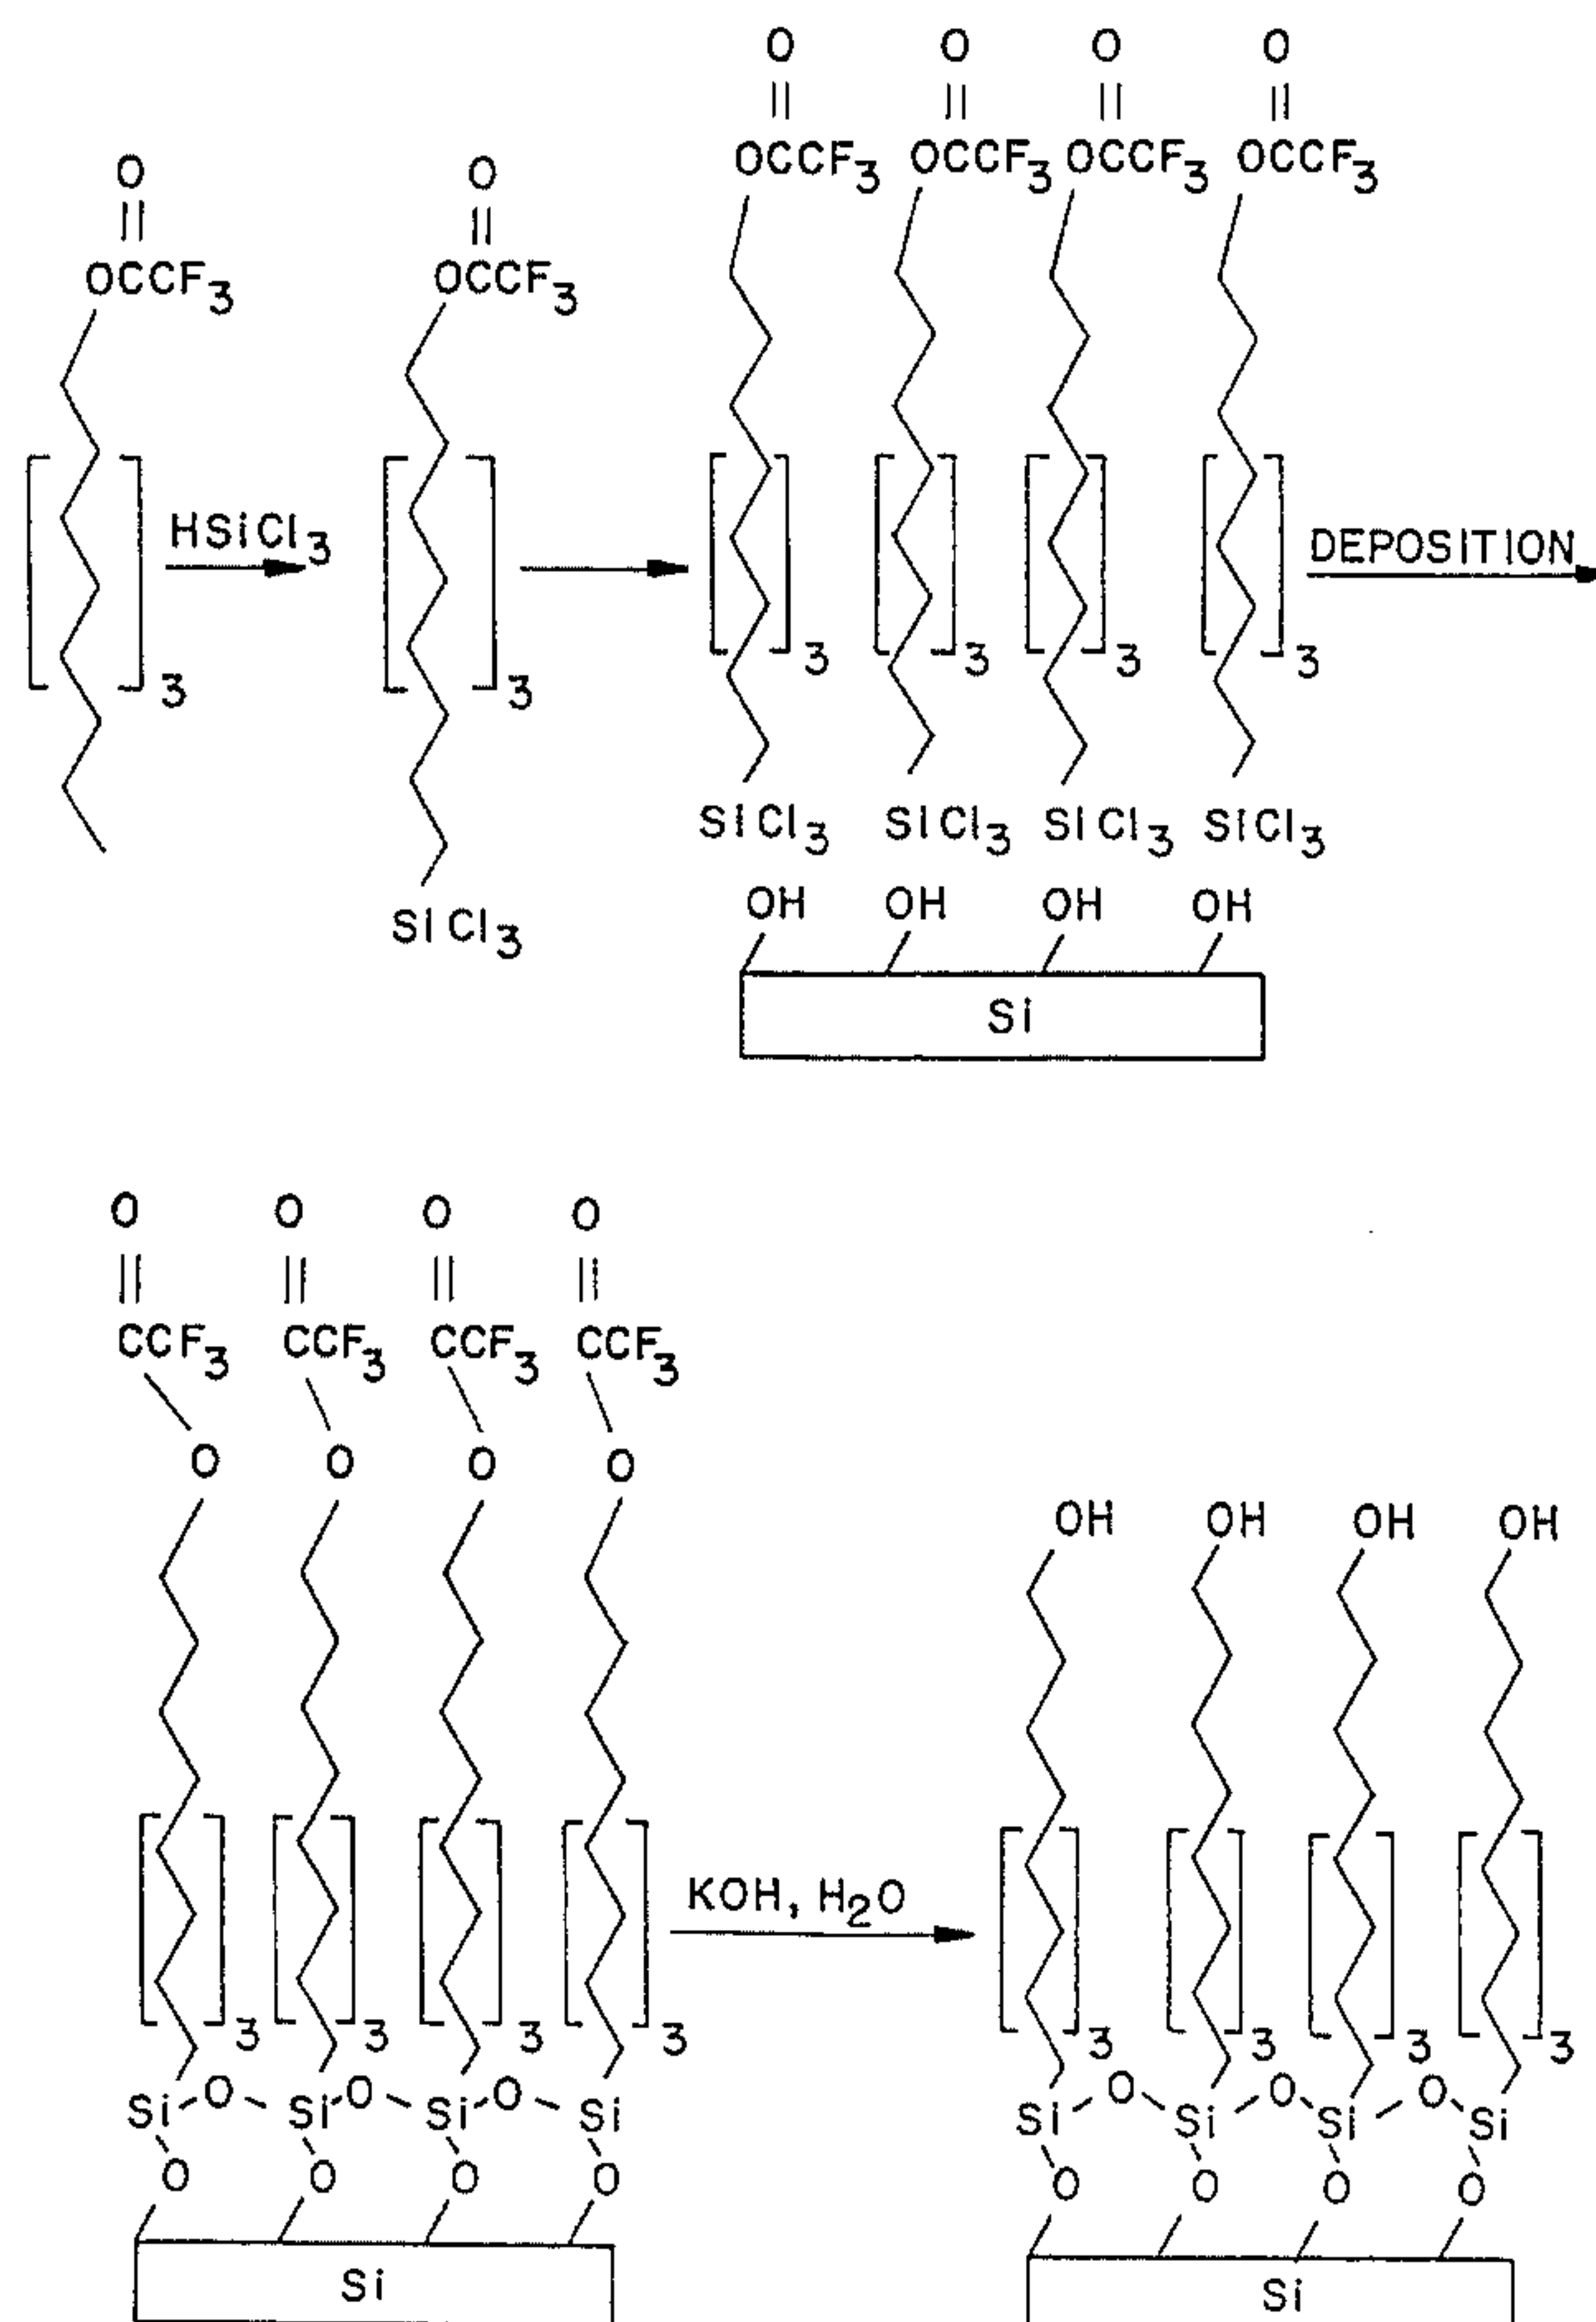 O O O O
O O OCCF3 OCCF3 OCCF3 OCCF3
OCCF3 OCCF3
HSiCl3 DEPOSITION
3 3 3 3 3 3
SiCl3 SiCl3 SiCl3 SiCl3
OH OH OH OH
SiCl3
Si
O O O O
CCF3 CCF3 CCF3 CCF3
O O O O
OH OH OH OH
KOH, H2O
3 3 3 3 3 3 3 3
Si O Si O Si O Si Si O Si O Si O Si
O O O O O O O O
Si Si